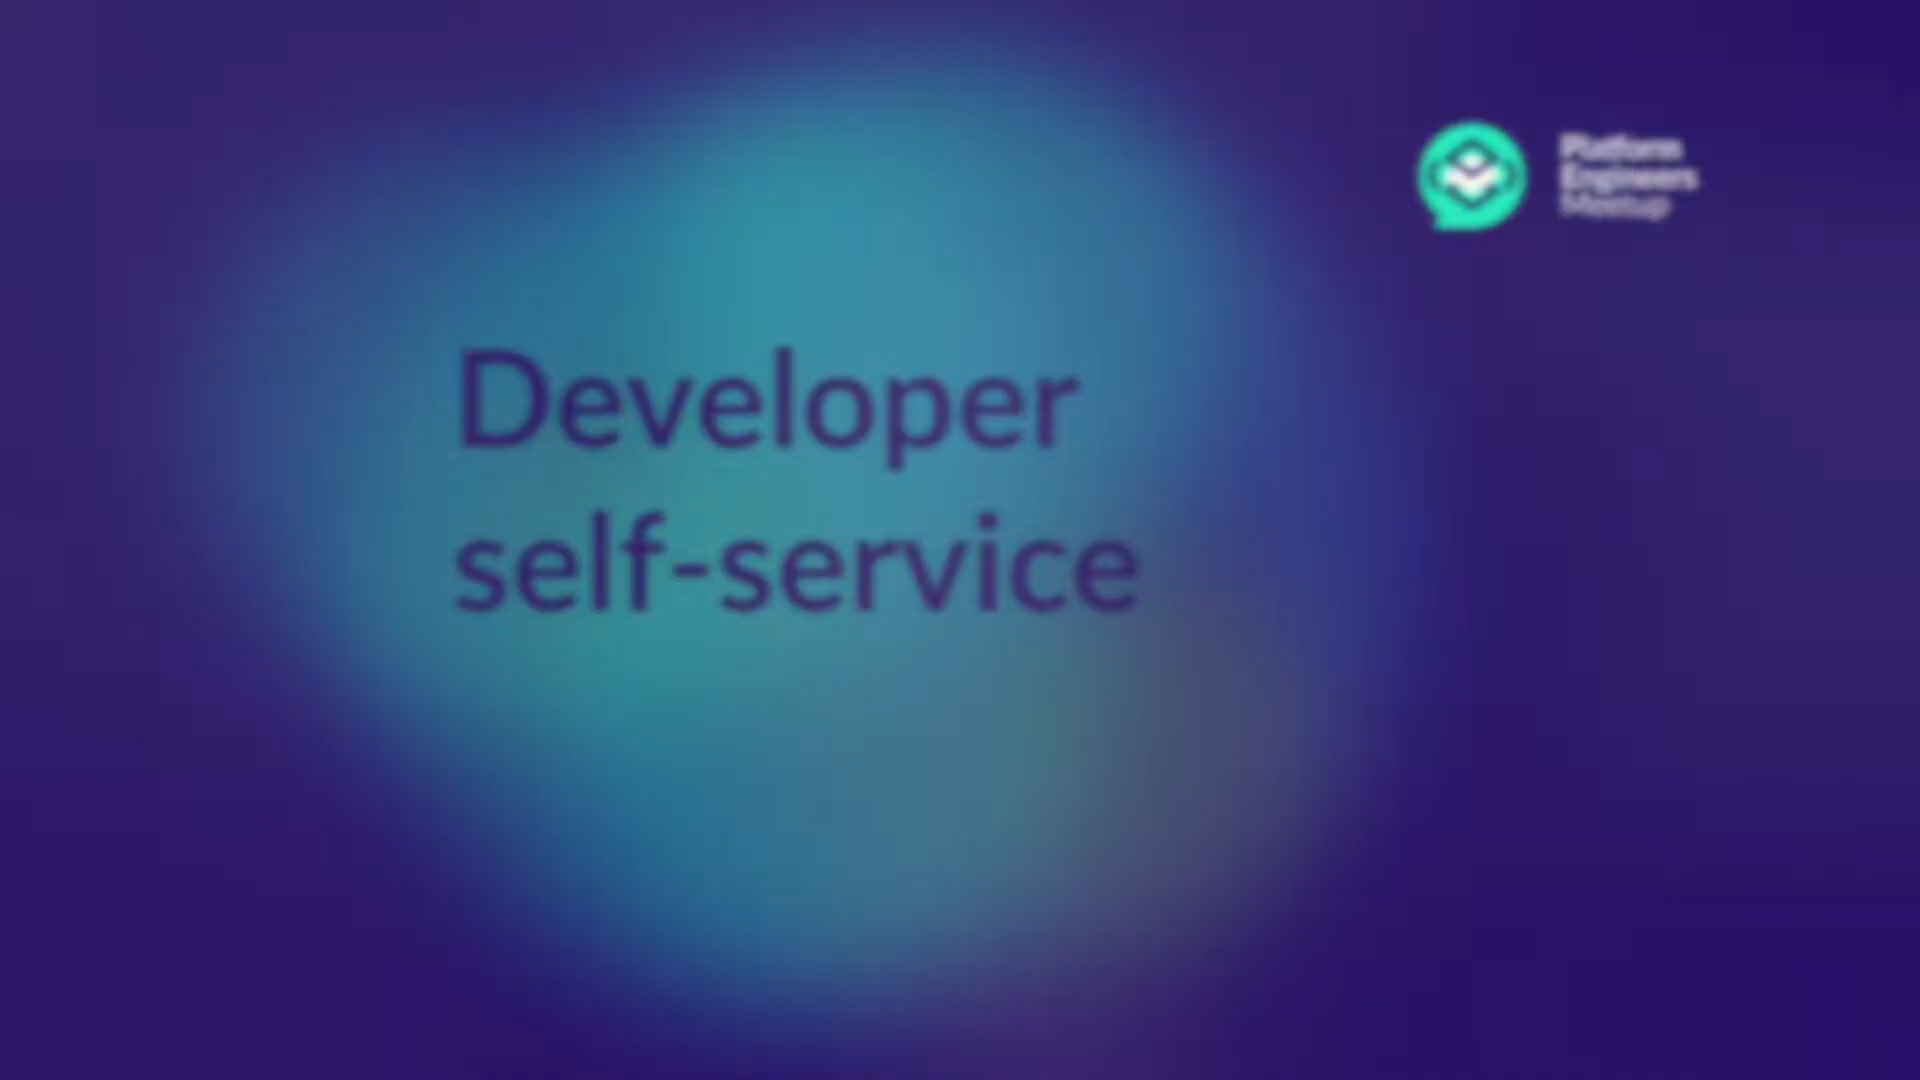 Developer
self-service
Platform
Engineers
Meetup